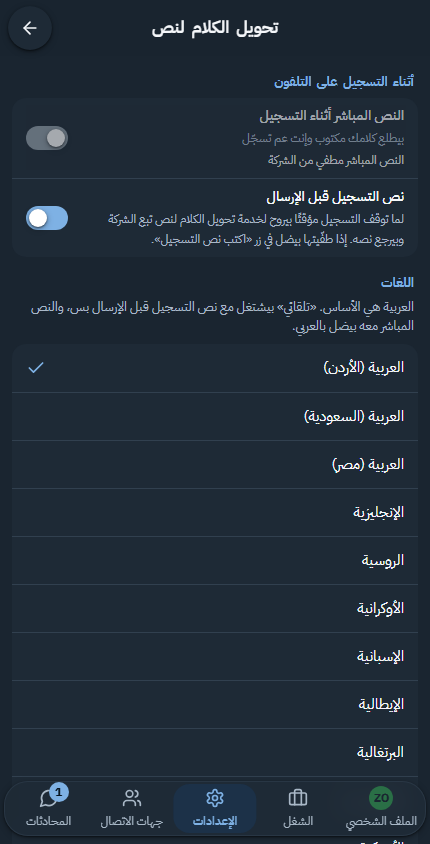 تحويل الكلام لنص
أثناء التسجيل على التلفون
النص المباشر أثناء التسجيل
بيطلع كلامك مكتوب وإنت عم تسجّل
النص المباشر مطفي من الشركة
نص التسجيل قبل الإرسال
لما توقف التسجيل مؤقتًا بيروح لخدمة تحويل الكلام لنص تبع الشركة
وبيرجع نصه. إذا طفّيتها بيضل في زر «اكتب نص التسجيل».
اللغات
العربية هي الأساس. «تلقائي» بيشتغل مع نص التسجيل قبل الإرسال بس، والنص
المباشر معه بيضل بالعربي.
العربية (الأردن)
العربية (السعودية)
العربية (مصر)
الإنجليزية
الروسية
الأوكرانية
الإسبانية
الإيطالية
البرتغالية
ZO
1
الملف الشخصي
الشغل
الإعدادات
جهات الاتصال
المحادثات